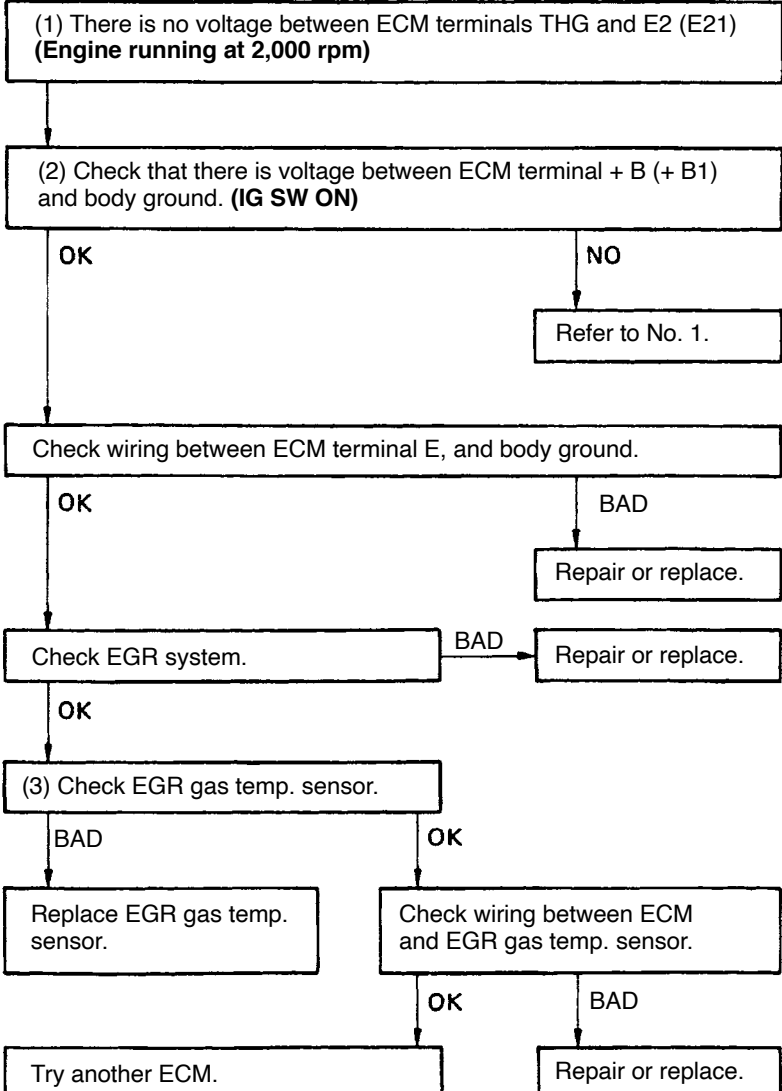 (1) There is no voltage between ECM terminals THG and E2 (E21)
(Engine running at 2,000 rpm)
(2) Check that there is voltage between ECM terminal + B (+ B1)
and body ground. (IG SW ON)
OK
NO
Refer to No. 1.
Check wiring between ECM terminal E, and body ground.
OK
BAD
Repair or replace.
Check EGR system.
BAD
Repair or replace.
OK
(3) Check EGR gas temp. sensor.
BAD
OK
Replace EGR gas temp.
sensor.
Check wiring between ECM
and EGR gas temp. sensor.
OK
BAD
Try another ECM.
Repair or replace.